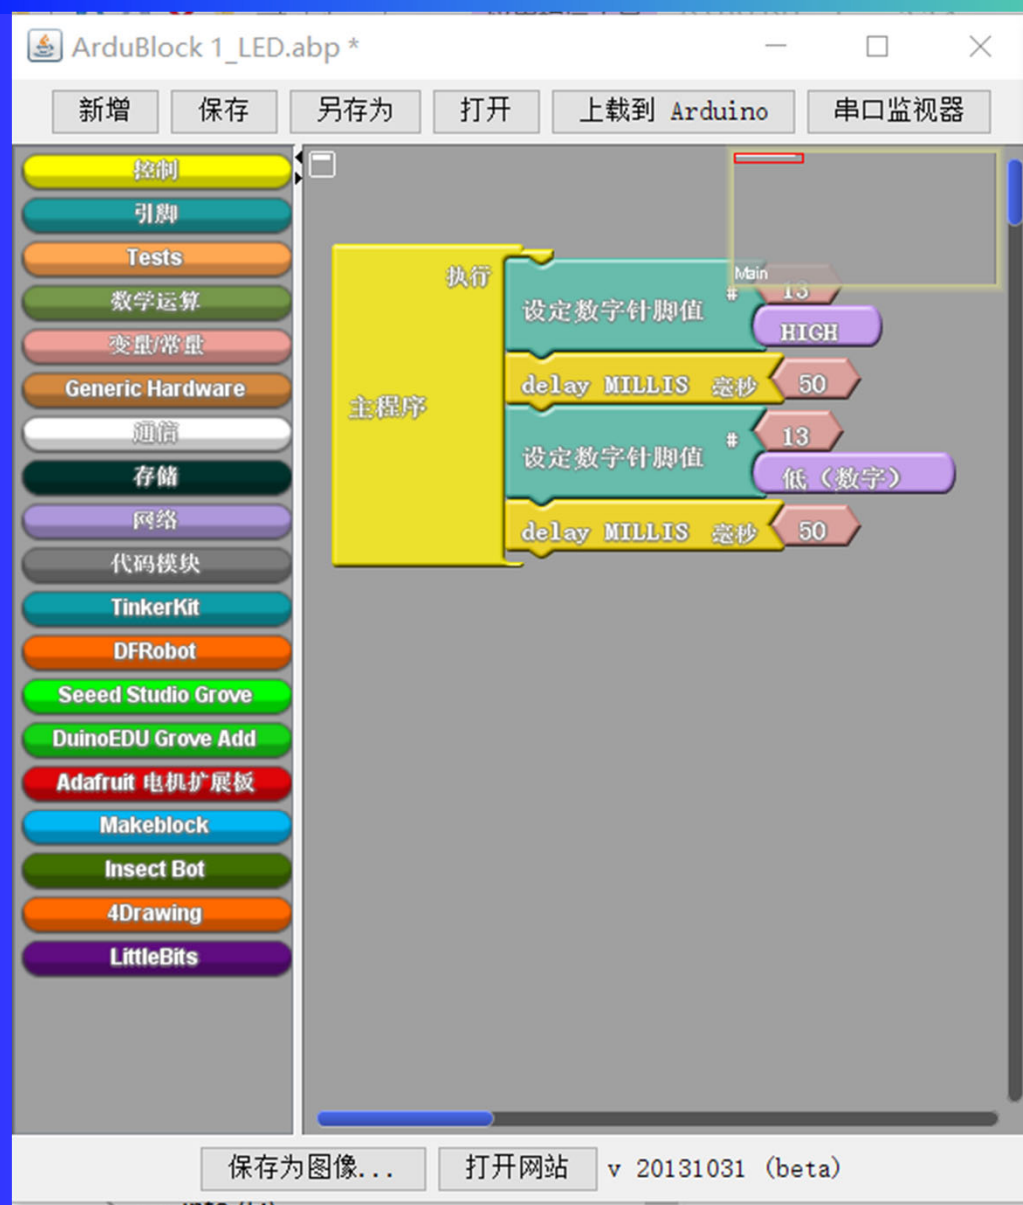 ArduBlock 1_LED.abp *
新增 保存 另存为 打开 上载到 Arduino 串口监视器
控制
引脚
Tests
数学运算
变量/常量
Generic Hardware
通信
存储
网络
代码模块
TinkerKit
DFRobot
Seeed Studio Grove
DuinoEDU Grove Add
Adafruit 电机扩展板
Makeblock
Insect Bot
4Drawing
LittleBits
Main
主程序
执行
设定数字针脚值 # 13
HIGH
delay MILLIS 毫秒 50
设定数字针脚值 # 13
低（数字）
delay MILLIS 毫秒 50
保存为图像... 打开网站 v 20131031 (beta)